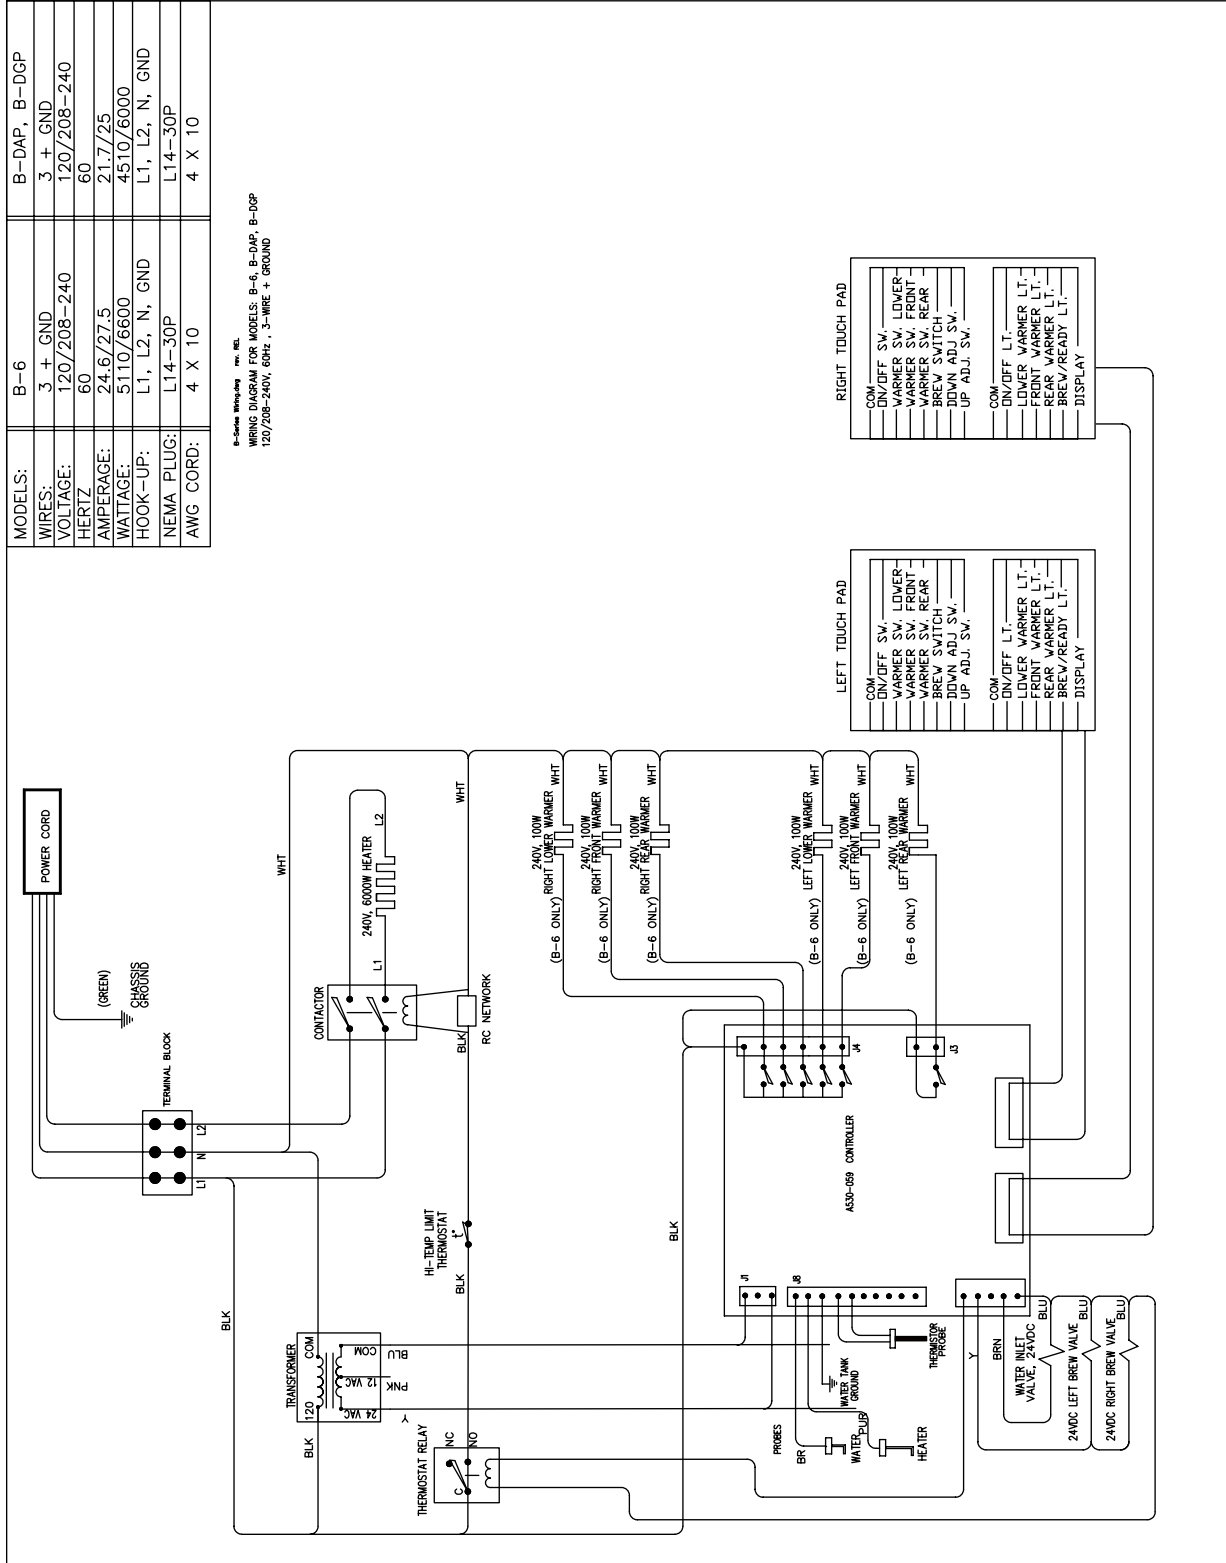 MODELS: B-6 B-DAP, B-DGP
WIRES: 3 + GND 3 + GND
VOLTAGE: 120/208-240 120/208-240
HERTZ 60 60
AMPERAGE: 24.6/27.5 21.7/25
WATTAGE: 5110/6600 4510/6000
HOOK-UP: L1, L2, N, GND L1, L2, N, GND
NEMA PLUG: L14-30P L14-30P
AWG CORD: 4 X 10 4 X 10
B-Series Wiring.dwg rev. REL
WIRING DIAGRAM FOR MODELS: B-6, B-DAP, B-DGP
120/208-240V, 60Hz , 3-WIRE + GROUND
POWER CORD
(GREEN)
CHASSIS
GROUND
TERMINAL BLOCK
L1
N
L2
WHT
BLK
CONTACTOR
L1
L2
240V, 6000W HEATER
RC NETWORK
BLK
WHT
HI-TEMP LIMIT
THERMOSTAT
t°
BLK
TRANSFORMER
120
COM
24 VAC
12 VAC
COM
BLK
Y
PNK
BLU
THERMOSTAT RELAY
NC
NO
C
BLK
240V, 100W
RIGHT LOWER WARMER
(B-6 ONLY)
WHT
240V, 100W
RIGHT FRONT WARMER
(B-6 ONLY)
WHT
240V, 100W
RIGHT REAR WARMER
(B-6 ONLY)
WHT
240V, 100W
LEFT LOWER WARMER
(B-6 ONLY)
WHT
240V, 100W
LEFT FRONT WARMER
(B-6 ONLY)
WHT
240V, 100W
LEFT REAR WARMER
(B-6 ONLY)
WHT
J4
J3
A530-059 CONTROLLER
J1
J8
PROBES
BR
WATER
PUR
HEATER
WATER TANK
GROUND
THERMISTOR
PROBE
Y
BRN
WATER INLET
VALVE, 24VDC
BLU
24VDC LEFT BREW VALVE
BLU
24VDC RIGHT BREW VALVE
BLU
LEFT TOUCH PAD
COM
ON/OFF SW.
WARMER SW. LOWER
WARMER SW. FRONT
WARMER SW. REAR
BREW SWITCH
DOWN ADJ SW.
UP ADJ. SW.
COM
ON/OFF LT.
LOWER WARMER LT.
FRONT WARMER LT.
REAR WARMER LT.
BREW/READY LT.
DISPLAY
RIGHT TOUCH PAD
COM
ON/OFF SW.
WARMER SW. LOWER
WARMER SW. FRONT
WARMER SW. REAR
BREW SWITCH
DOWN ADJ SW.
UP ADJ. SW.
COM
ON/OFF LT.
LOWER WARMER LT.
FRONT WARMER LT.
REAR WARMER LT.
BREW/READY LT.
DISPLAY